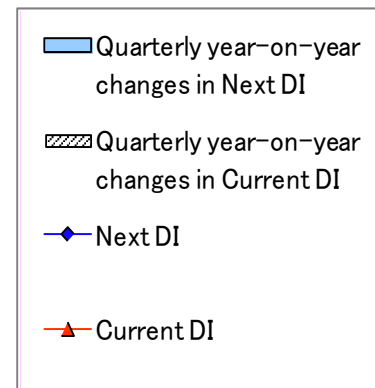 Quarterly year-on-year
changes in Next DI
Quarterly year-on-year
changes in Current DI
Next DI
Current DI